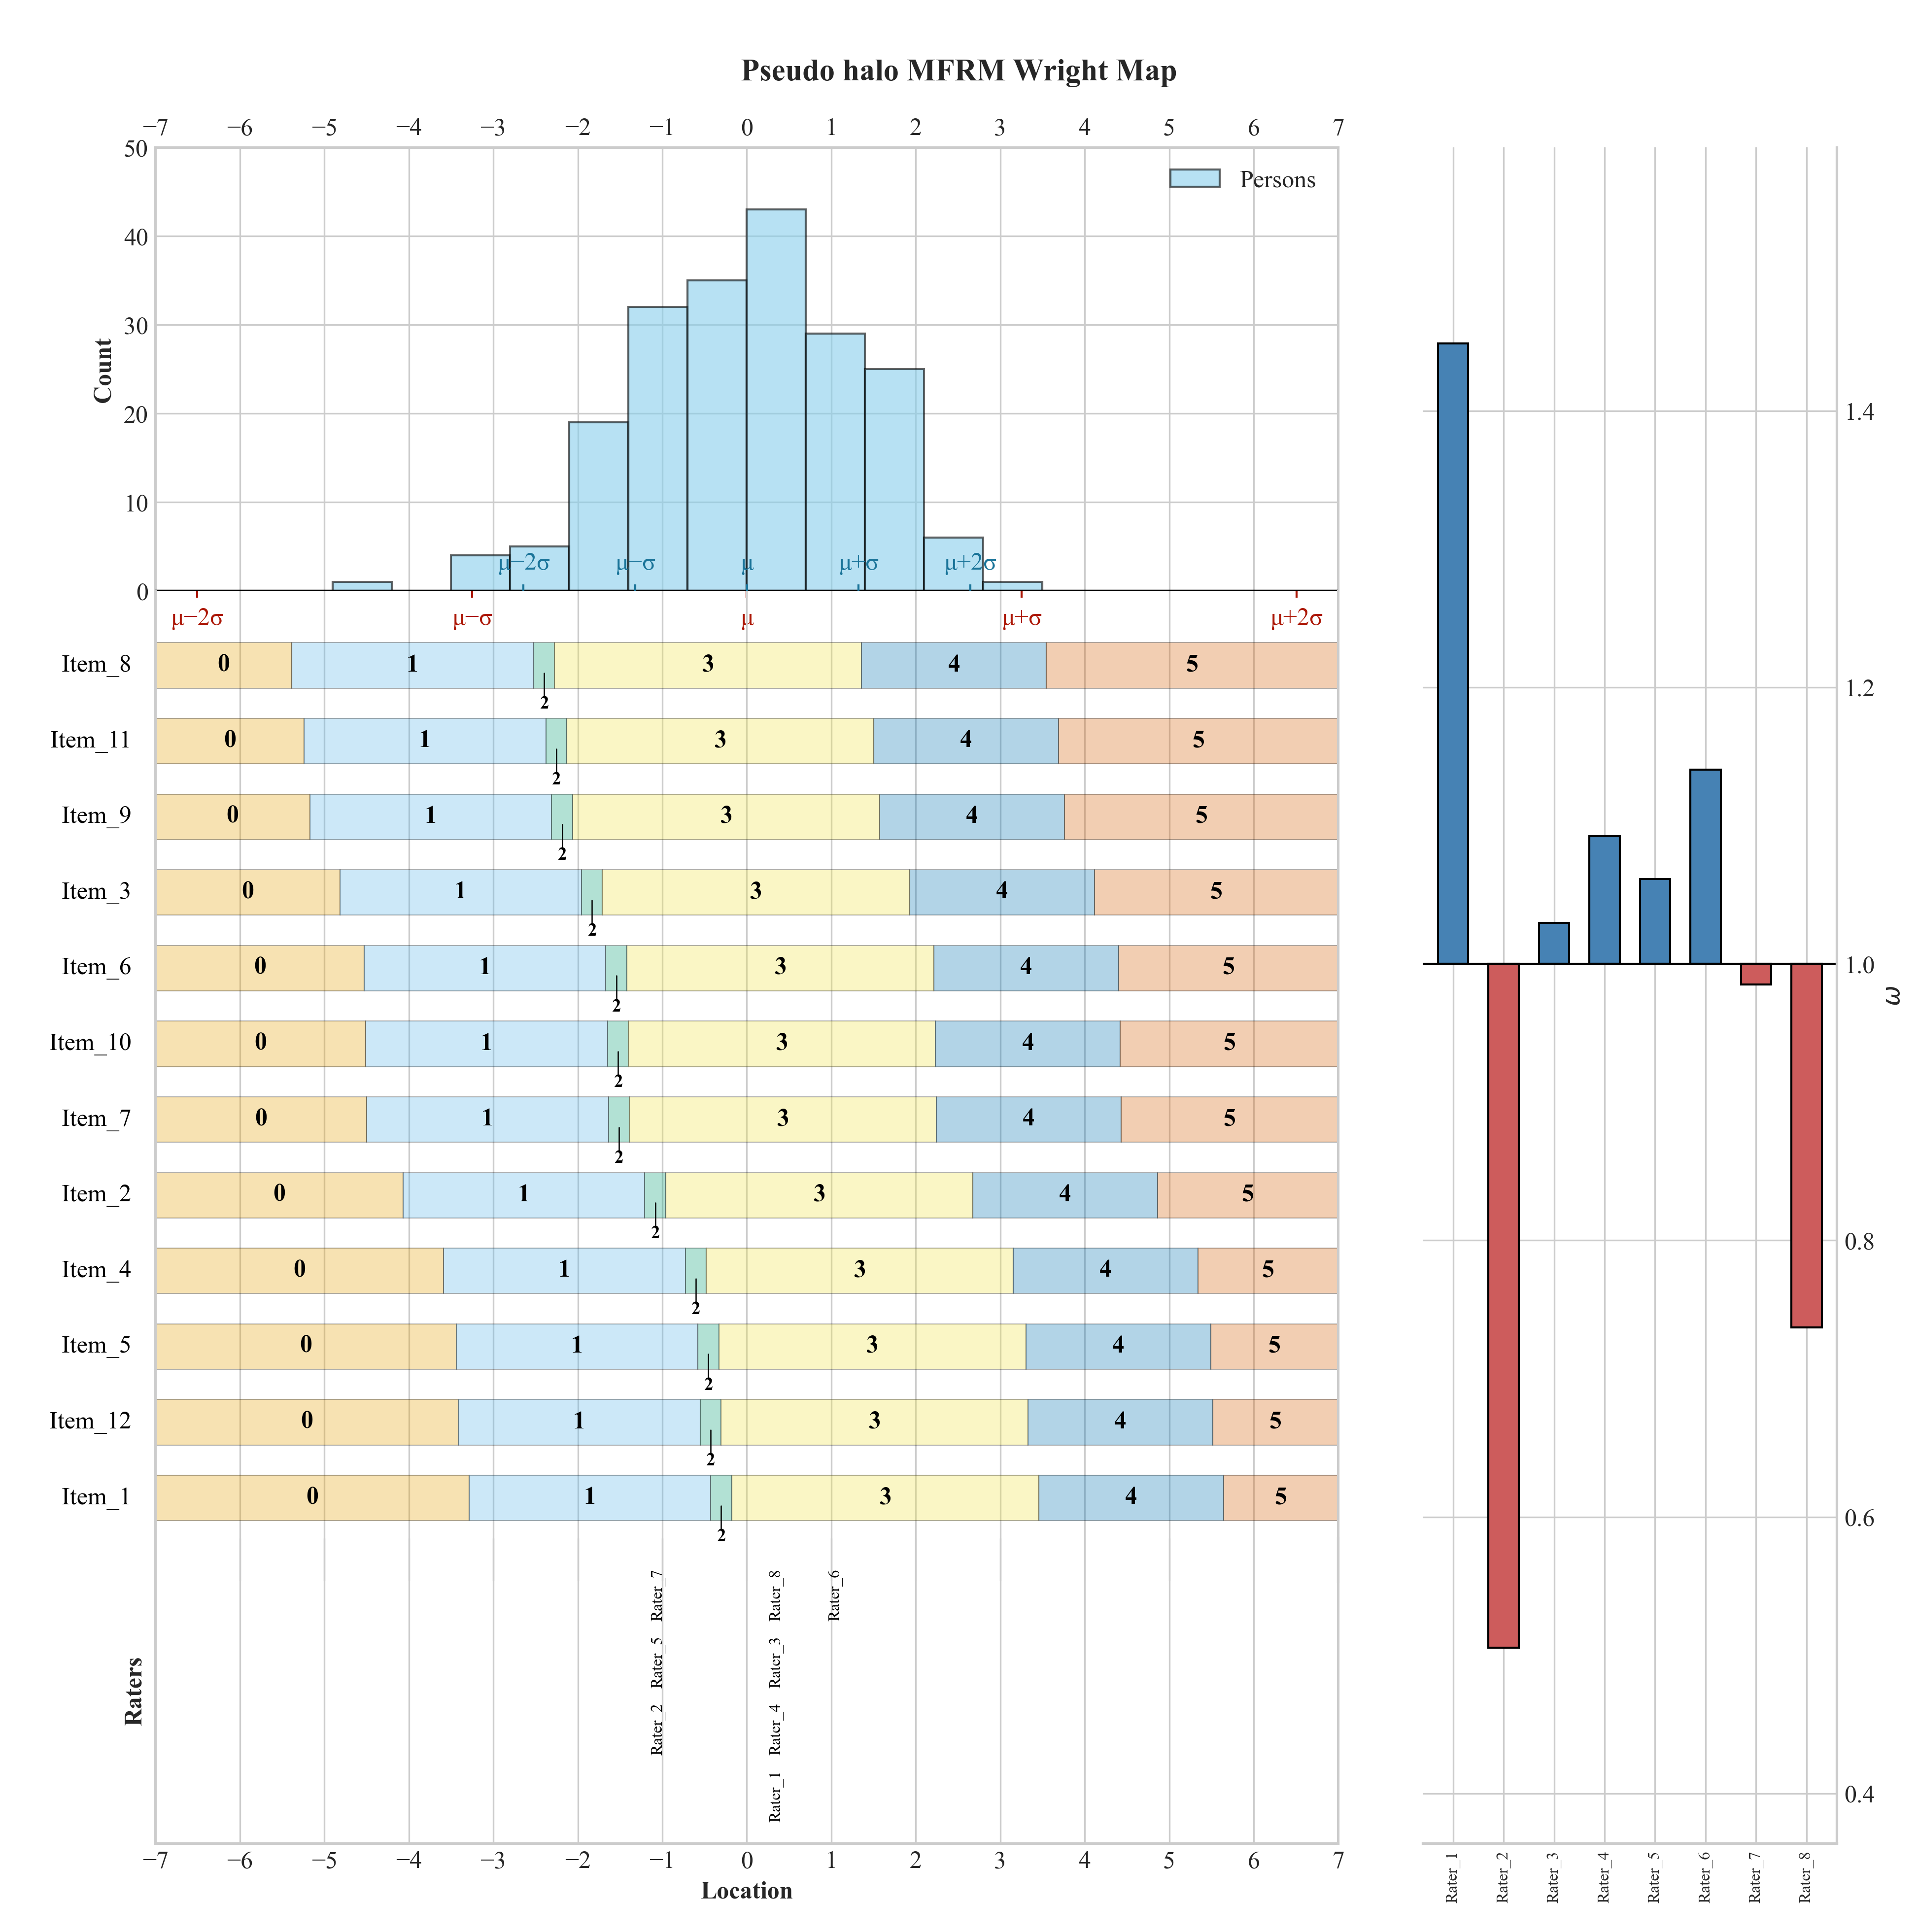 Pseudo halo MFRM Wright Map
−7 −6 −5 −4 −3 −2 −1 0 1 2 3 4 5 6 7
50
40
30
20
10
0
Count
Persons
μ−2σ μ−σ μ μ+σ μ+2σ
μ−2σ μ−σ μ μ+σ μ+2σ
Item_8 0 1 2 3 4 5
Item_11 0 1 2 3 4 5
Item_9 0 1 2 3 4 5
Item_3 0 1 2 3 4 5
Item_6 0 1 2 3 4 5
Item_10 0 1 2 3 4 5
Item_7 0 1 2 3 4 5
Item_2 0 1 2 3 4 5
Item_4 0 1 2 3 4 5
Item_5 0 1 2 3 4 5
Item_12 0 1 2 3 4 5
Item_1 0 1 2 3 4 5
Raters
Rater_7 Rater_8 Rater_6
Rater_5 Rater_3
Rater_2 Rater_4
Rater_1
−7 −6 −5 −4 −3 −2 −1 0 1 2 3 4 5 6 7
Location
1.4
1.2
1.0
0.8
0.6
0.4
ω
Rater_1 Rater_2 Rater_3 Rater_4 Rater_5 Rater_6 Rater_7 Rater_8